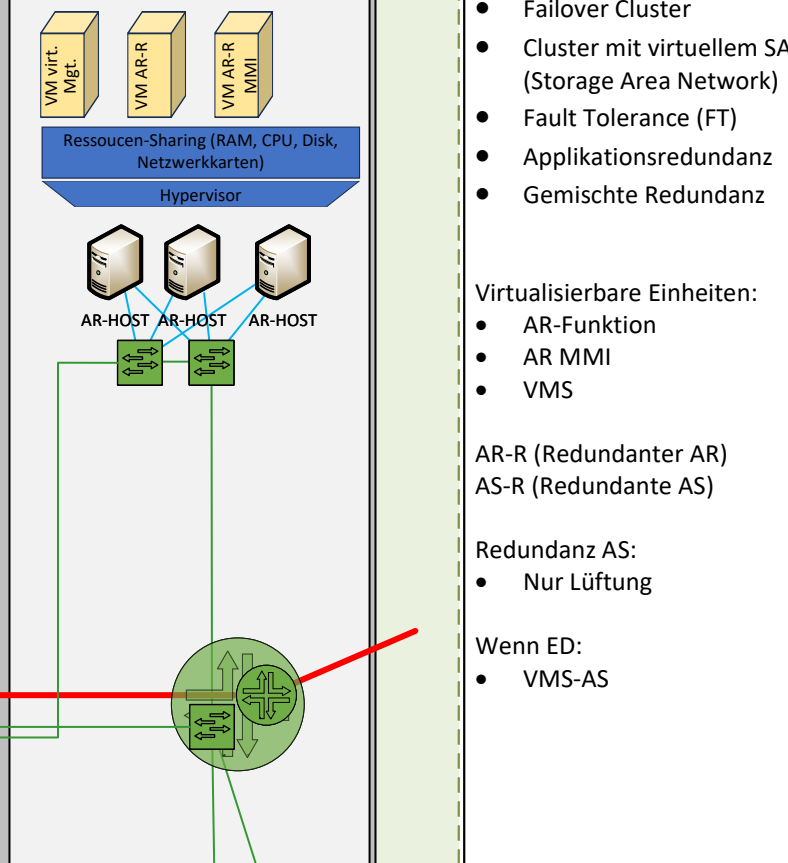 VM virt.
Mgt.
VM AR-R
VM AR-R
MMI
Ressoucen-Sharing (RAM, CPU, Disk,
Netzwerkkarten)
Hypervisor
AR-HOST
AR-HOST
AR-HOST
• Failover Cluster
• Cluster mit virtuellem SA
(Storage Area Network)
• Fault Tolerance (FT)
• Applikationsredundanz
• Gemischte Redundanz
Virtualisierbare Einheiten:
• AR-Funktion
• AR MMI
• VMS
AR-R (Redundanter AR)
AS-R (Redundante AS)
Redundanz AS:
• Nur Lüftung
Wenn ED:
• VMS-AS